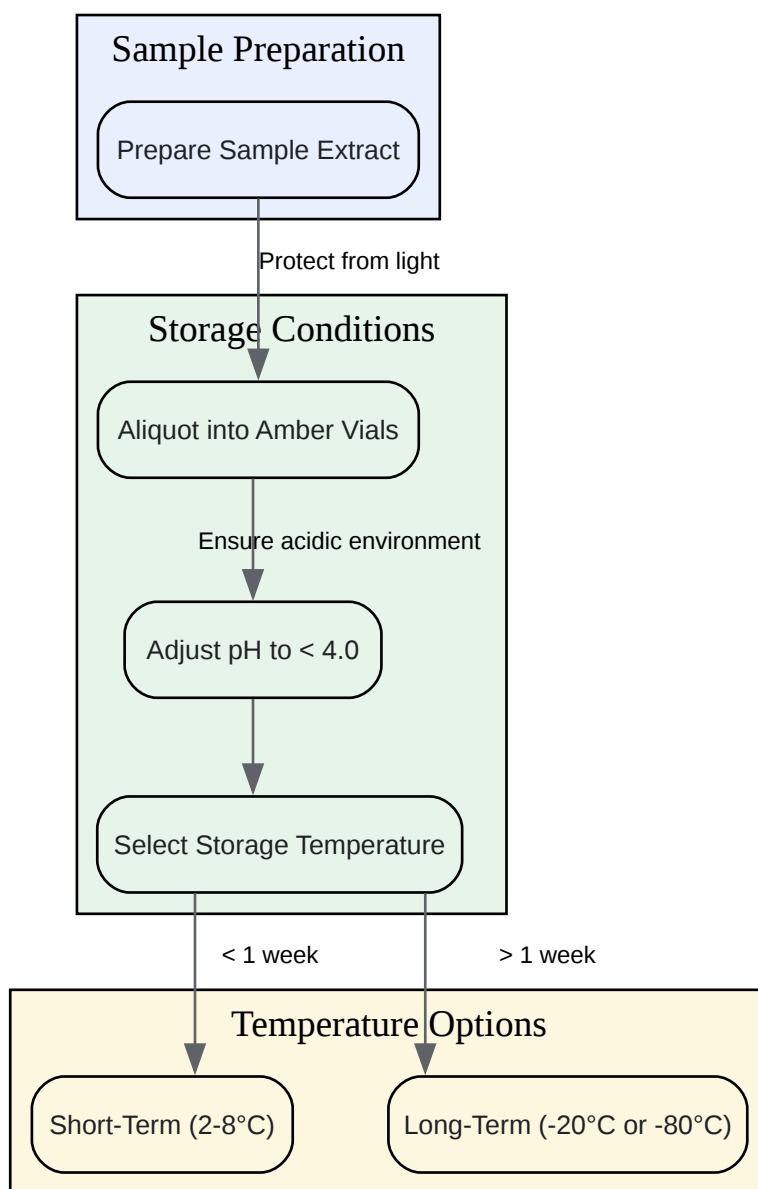 Sample Preparation
Prepare Sample Extract
Protect from light
Storage Conditions
Aliquot into Amber Vials
Ensure acidic environment
Adjust pH to < 4.0
Select Storage Temperature
< 1 week
> 1 week
Temperature Options
Short-Term (2-8°C)
Long-Term (-20°C or -80°C)